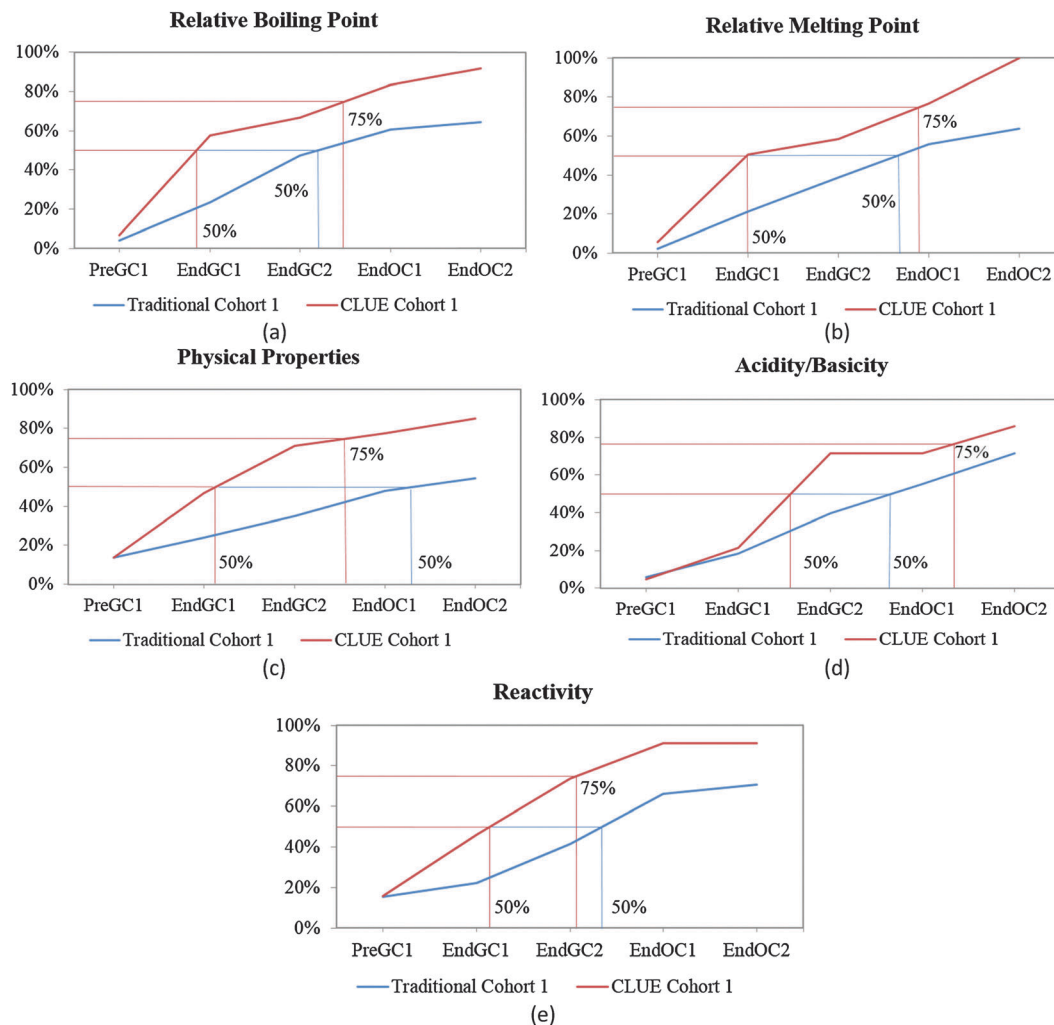 Relative Boiling Point
100%
80%
60%
40%
20%
0%
75%
50%
50%
PreGC1 EndGC1 EndGC2 EndOC1 EndOC2
Traditional Cohort 1 CLUE Cohort 1
(a)
Relative Melting Point
100%
80%
60%
40%
20%
0%
75%
50%
50%
PreGC1 EndGC1 EndGC2 EndOC1 EndOC2
Traditional Cohort 1 CLUE Cohort 1
(b)
Physical Properties
100%
80%
60%
40%
20%
0%
75%
50% 50%
PreGC1 EndGC1 EndGC2 EndOC1 EndOC2
Traditional Cohort 1 CLUE Cohort 1
(c)
Acidity/Basicity
100%
80%
60%
40%
20%
0%
75%
50% 50%
PreGC1 EndGC1 EndGC2 EndOC1 EndOC2
Traditional Cohort 1 CLUE Cohort 1
(d)
Reactivity
100%
80%
60%
40%
20%
0%
75%
50% 50%
PreGC1 EndGC1 EndGC2 EndOC1 EndOC2
Traditional Cohort 1 CLUE Cohort 1
(e)